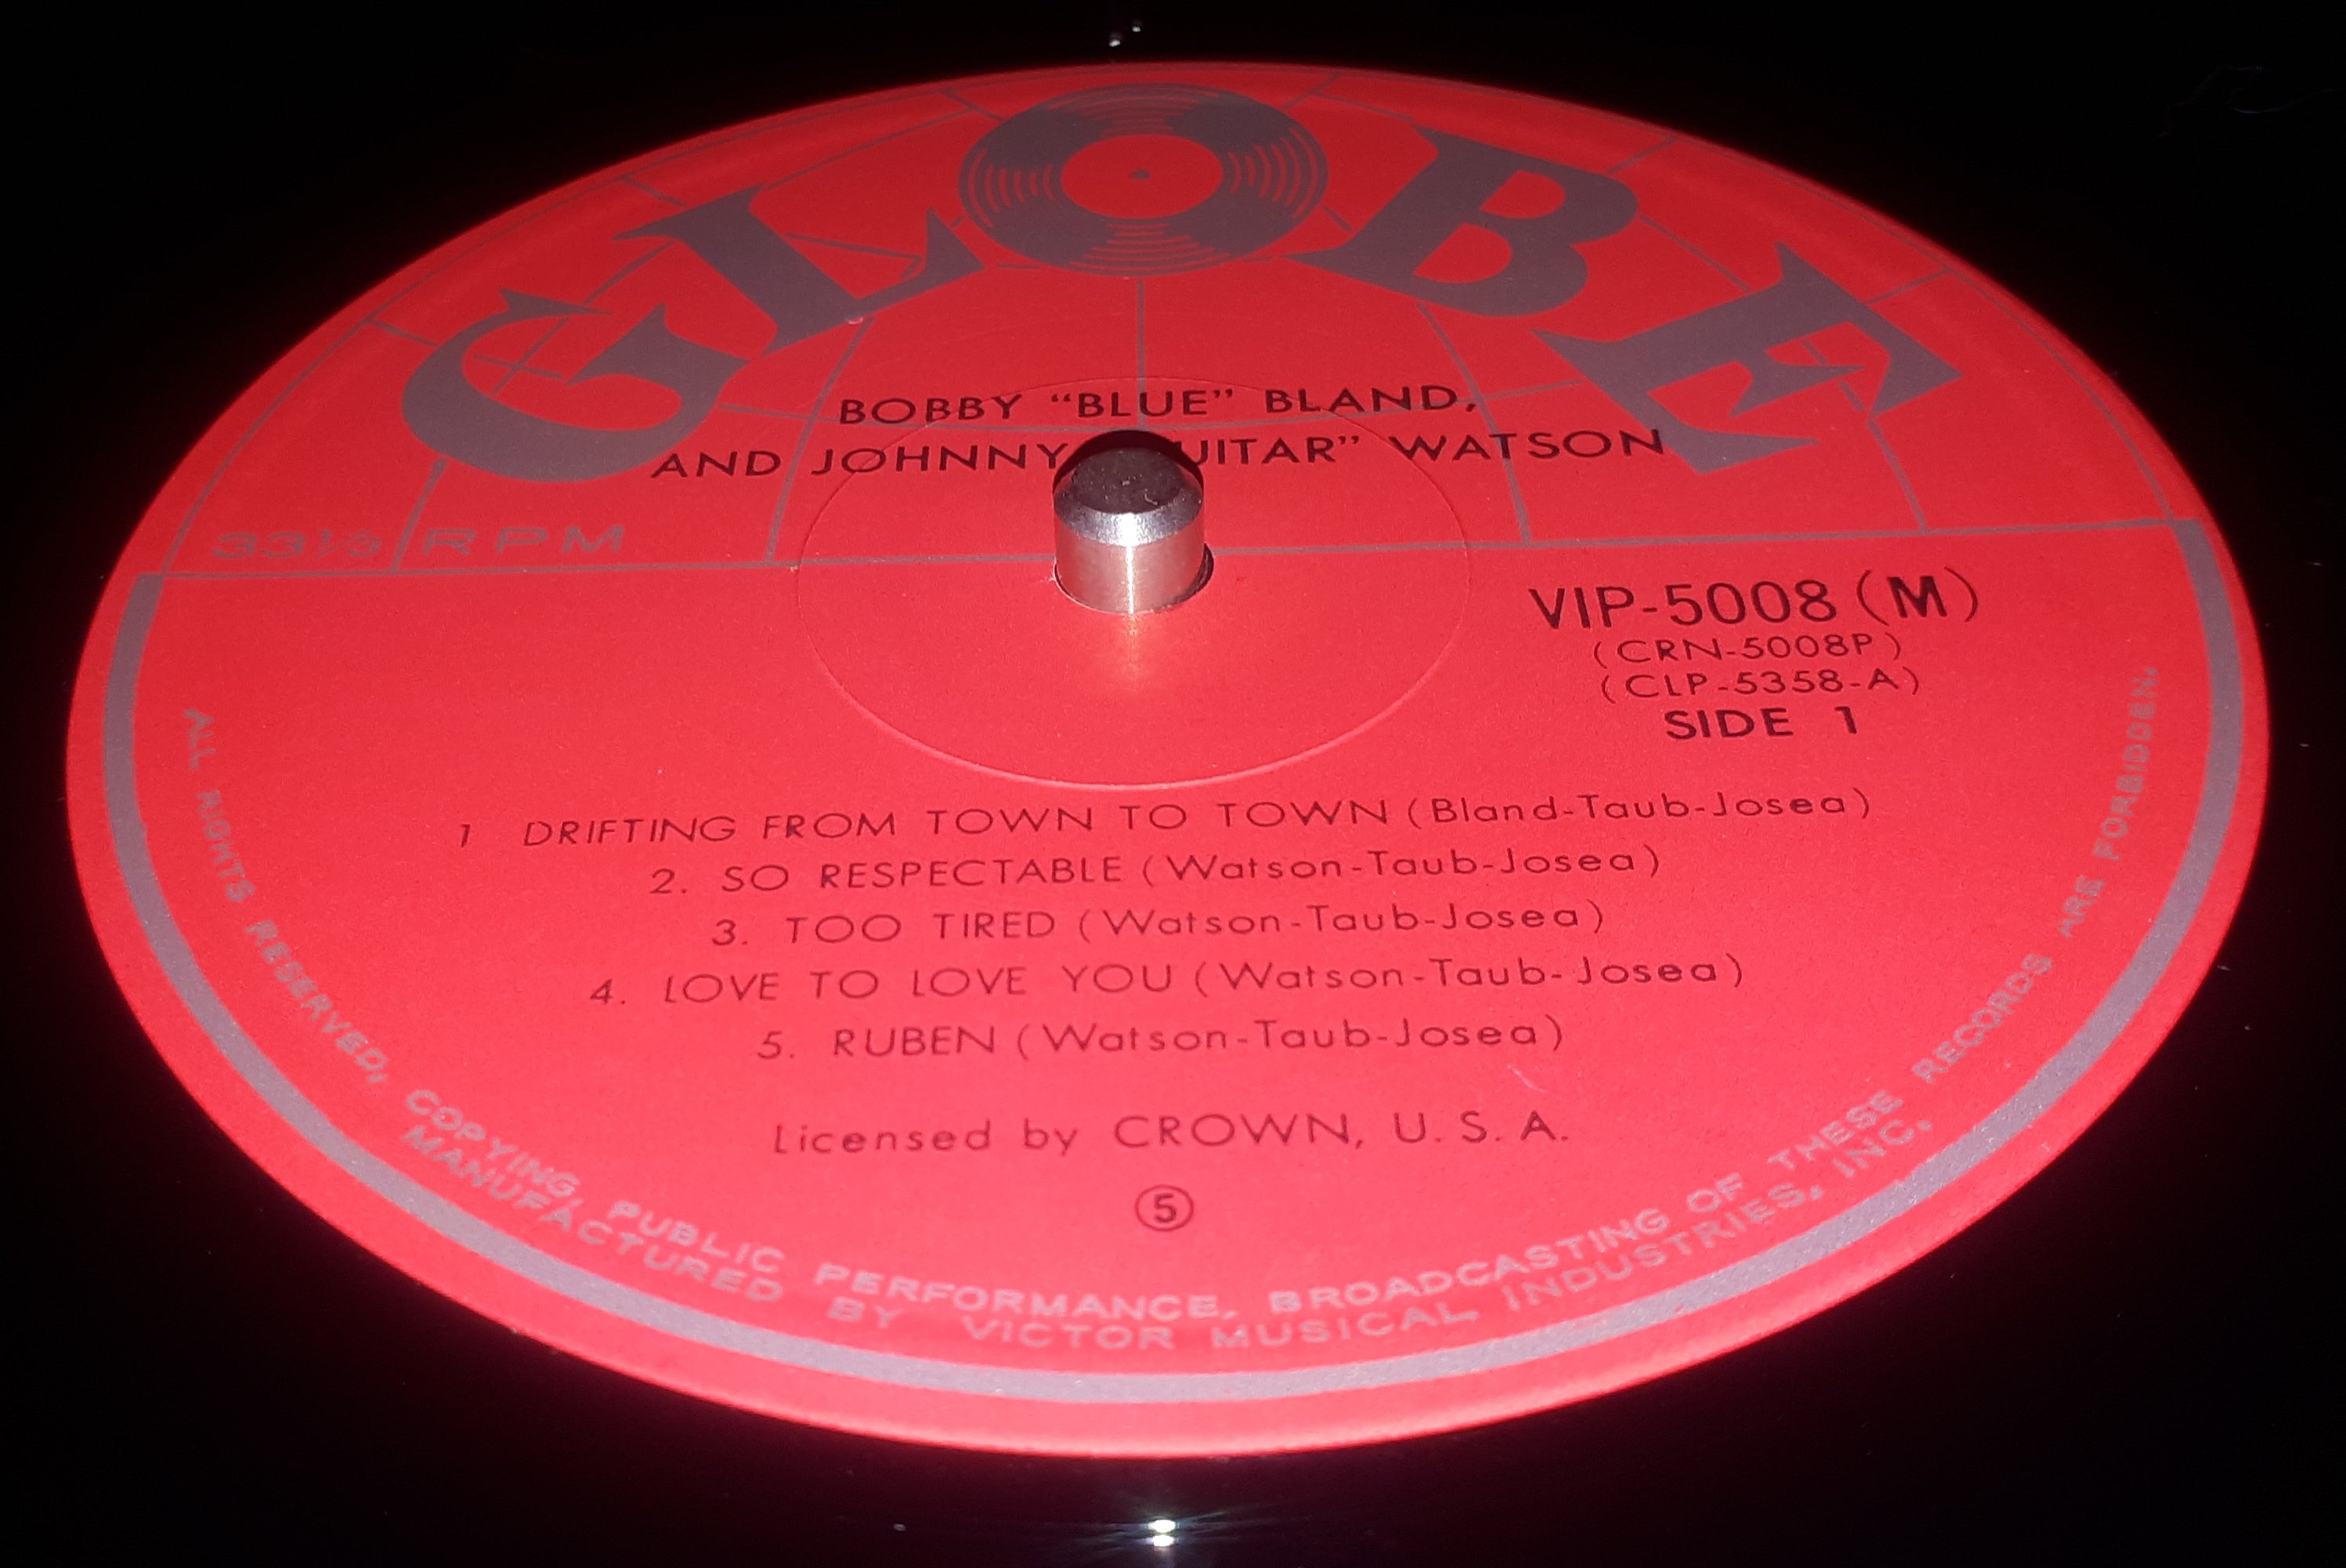 GLOBE
BOBBY “BLUE” BLAND,
AND JOHNNY UITAR” WATSON
33⅓ RPM
VIP-5008 (M)
(CRN-5008P)
(CLP-5358-A)
SIDE 1
1 DRIFTING FROM TOWN TO TOWN (Bland-Taub-Josea)
2. SO RESPECTABLE (Watson-Taub-Josea)
3. TOO TIRED (Watson-Taub-Josea)
4. LOVE TO LOVE YOU (Watson-Taub-Josea)
5. RUBEN (Watson-Taub-Josea)
Licensed by CROWN, U.S.A.
⑤
ALL RIGHTS RESERVED, COPYING, PUBLIC PERFORMANCE, BROADCASTING OF THESE RECORDS ARE FORBIDDEN.
MANUFACTURED BY VICTOR MUSICAL INDUSTRIES, INC.